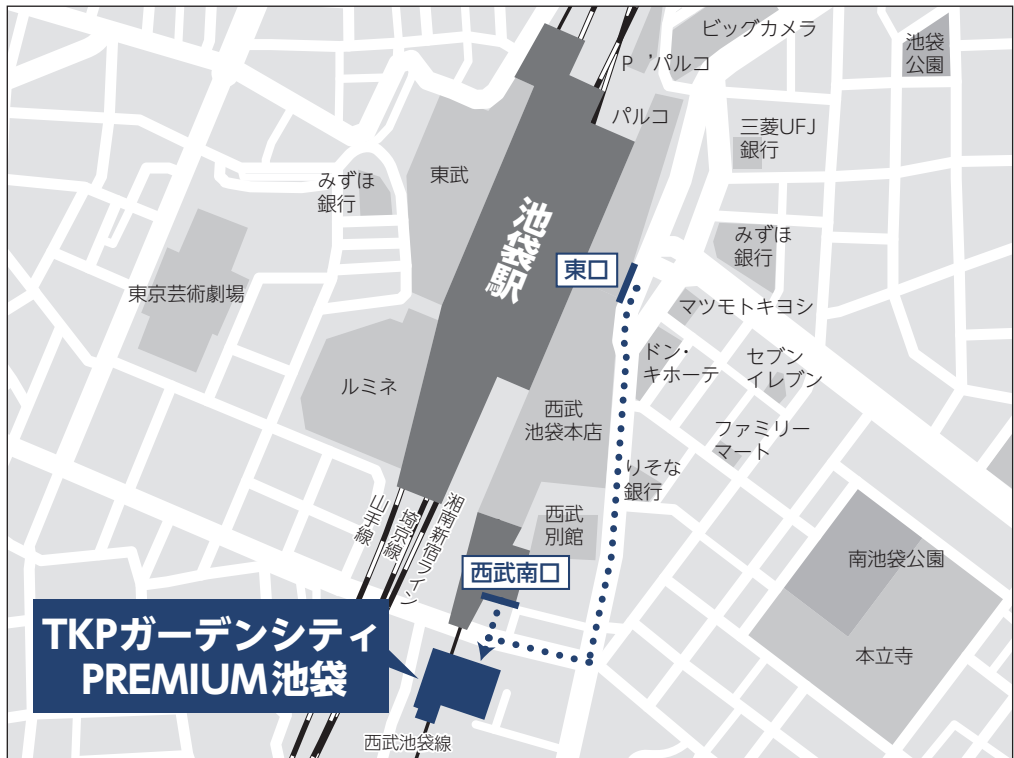 ビッグカメラ
池袋
公園
P'パルコ
パルコ
三菱UFJ
銀行
東武
みずほ
銀行
池袋駅
みずほ
銀行
東口
東京芸術劇場
マツモトキヨシ
ドン・
キホーテ
セブン
イレブン
ルミネ
西武
池袋本店
ファミリー
マート
りそな
銀行
山手線
埼京線
湘南新宿ライン
西武
別館
南池袋公園
西武南口
TKPガーデンシティ
PREMIUM池袋
本立寺
西武池袋線